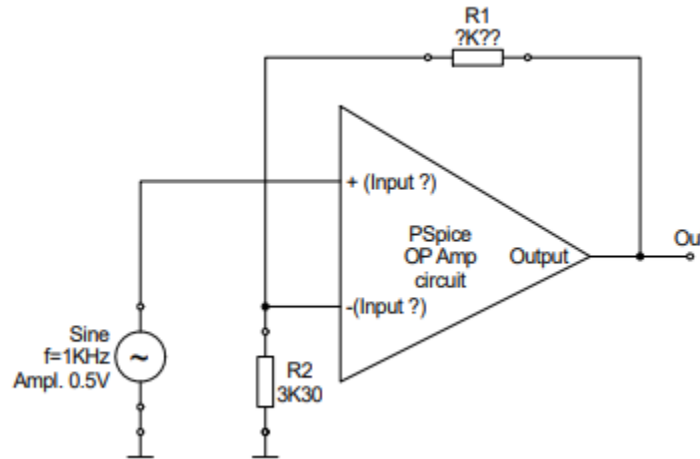 R1
?K??
+ (Input ?)
PSpice
OP Amp
circuit
Output
Ou
-(Input ?)
Sine
f=1KHz
Ampl. 0.5V
~
R2
3K30